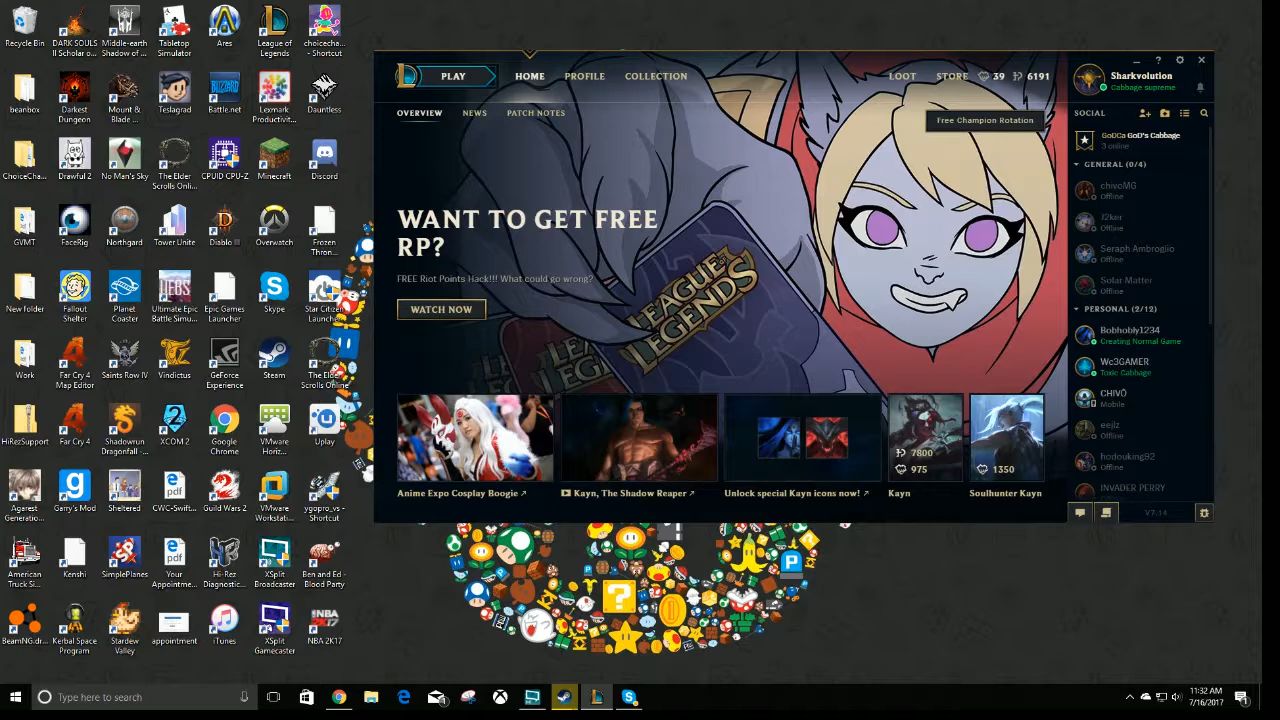 Recycle Bin
DARK SOULS
II Scholar o...
Middle-earth
Shadow of ...
Tabletop
Simulator
Ares
League of
Legends
choicecha...
- Shortcut
beanbox
Darkest
Dungeon
Mount &
Blade ...
Teslagrad
Battle.net
Lexmark
Productivit...
Dauntless
ChoiceCha...
Drawful 2
No Man's Sky
The Elder
Scrolls Onli...
CPUID CPU-Z
Minecraft
Discord
GVMT
FaceRig
Northgard
Tower Unite
Diablo III
Overwatch
Frozen
Thron...
New folder
Fallout
Shelter
Planet
Coaster
Ultimate Epic
Battle Simu...
Epic Games
Launcher
Skype
Star Citizen
Launcher
Work
Far Cry 4
Map Editor
Saints Row IV
Vindictus
GeForce
Experience
Steam
The Elder
Scrolls Online
HiRezSupport
Far Cry 4
Shadowrun
Dragonfall - ...
XCOM 2
Google
Chrome
VMware
Horiz...
Uplay
Agarest
Generatio...
Garry's Mod
Sheltered
CWC-Swift...
Guild Wars 2
VMware
Workstat...
ygopro_vs -
Shortcut
American
Truck Si...
Kenshi
SimplePlanes
Your
Appointme...
Hi-Rez
Diagnostic...
XSplit
Broadcaster
Ben and Ed -
Blood Party
BeamNG.dr...
Kerbal Space
Program
Stardew
Valley
appointment
iTunes
XSplit
Gamecaster
NBA 2K17
PLAY
HOME
PROFILE
COLLECTION
LOOT
STORE
39
6191
Sharkvolution
Cabbage supreme
OVERVIEW
NEWS
PATCH NOTES
Free Champion Rotation
WANT TO GET FREE
RP?
FREE Riot Points Hack!!! What could go wrong?
WATCH NOW
LEAGUE
LEGENDS
SOCIAL
GoDCa GoD's Cabbage
3 online
GENERAL (0/4)
chivoMG
Offline
J2ker
Offline
Seraph Ambrogiio
Offline
Solar Matter
Offline
PERSONAL (2/12)
Bobhobly1234
Creating Normal Game
Wc3GAMER
Toxic Cabbage
CHIVÓ
Mobile
eejlz
Offline
hodouking92
Offline
INVADER PERRY
7800
975
1350
Anime Expo Cosplay Boogie
Kayn, The Shadow Reaper
Unlock special Kayn icons now!
Kayn
Soulhunter Kayn
V7.14
Type here to search
11:32 AM
7/16/2017